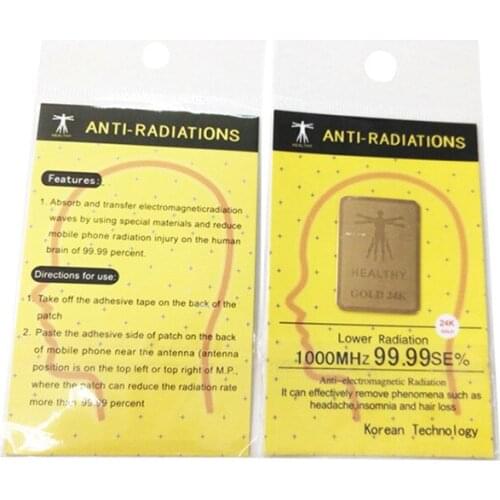 HEALTHY
ANTI-RADIATIONS
Features:
1. Absorb and transfer electromagneticradiation
waves by using special materials and reduce
mobile phone radiation injury on the human
brain of 99.99 percent.
Directions for use:
1. Take off the adhesive tape on the back of the
patch
2. Paste the adhesive side of patch on the back
of mobile phone near the antenna (antenna
position is on the top left or top right of M.P.,
where the patch can reduce the radiation rate
more than 99.99 percent
HEALTHY
ANTI-RADIATIONS
HEALTHY
GOLD 24K
24K
GOLD
Lower Radiation
1000MHz 99.99SE%
Anti-electromagnetic Radiation
It can effectively remove phenomena such as
headache,insomnia and hair loss
Korean Technology